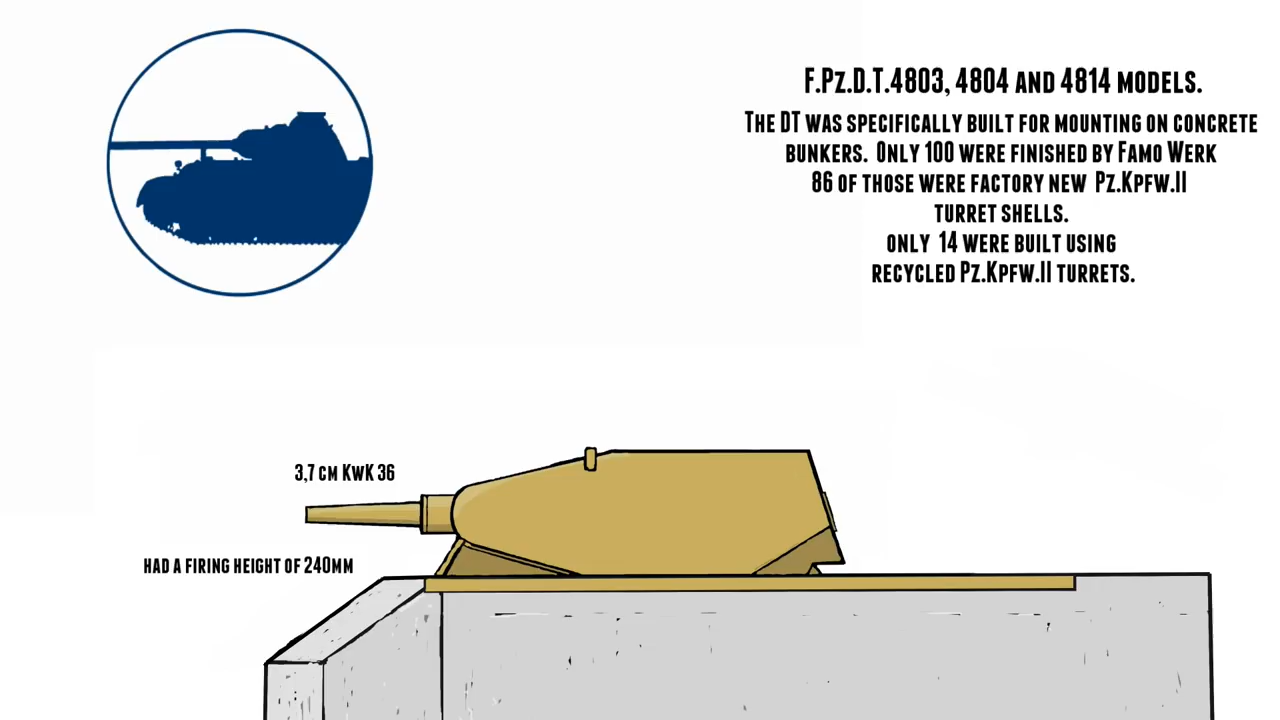 F.Pz.D.T.4803, 4804 AND 4814 MODELS.
THE DT WAS SPECIFICALLY BUILT FOR MOUNTING ON CONCRETE
BUNKERS. ONLY 100 WERE FINISHED BY FAMO WERK
86 OF THOSE WERE FACTORY NEW PZ.KPFW.II
TURRET SHELLS.
ONLY 14 WERE BUILT USING
RECYCLED PZ.KPFW.II TURRETS.
3,7 CM KWK 36
HAD A FIRING HEIGHT OF 240MM